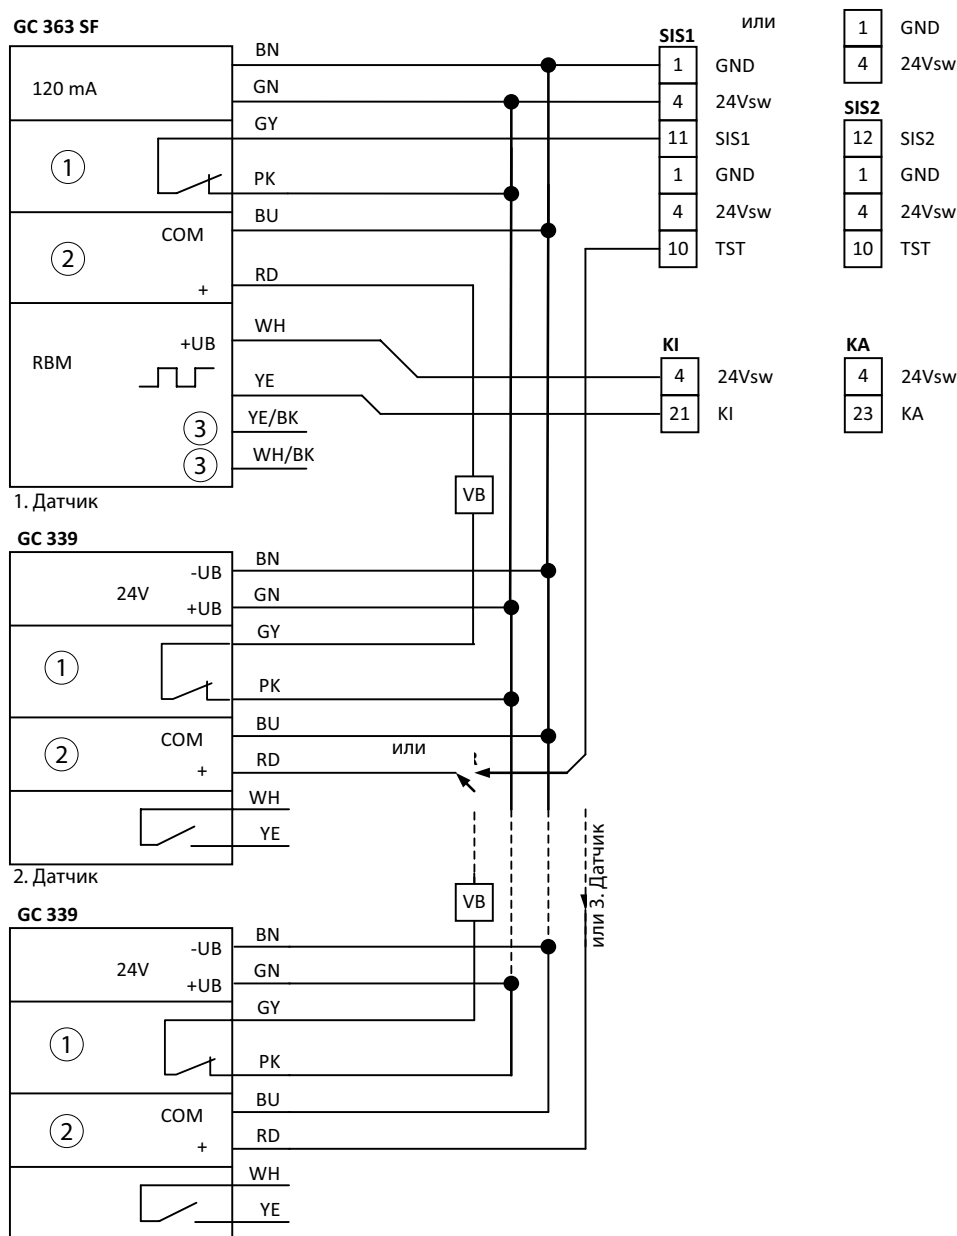 GC 363 SF
120 mA
BN
GN
1
GY
PK
2
COM
+
BU
RD
RBM
+UB
WH
YE
3
YE/BK
3
WH/BK
1. Датчик
или
SIS1
1 GND
4 24Vsw
11 SIS1
1 GND
4 24Vsw
10 TST
1 GND
4 24Vsw
SIS2
12 SIS2
1 GND
4 24Vsw
10 TST
KI
4 24Vsw
21 KI
KA
4 24Vsw
23 KA
VB
GC 339
24V
-UB
+UB
BN
GN
1
GY
PK
2
COM
+
BU
RD
или
WH
YE
2. Датчик
VB
или 3. Датчик
GC 339
24V
-UB
+UB
BN
GN
1
GY
PK
2
COM
+
BU
RD
WH
YE